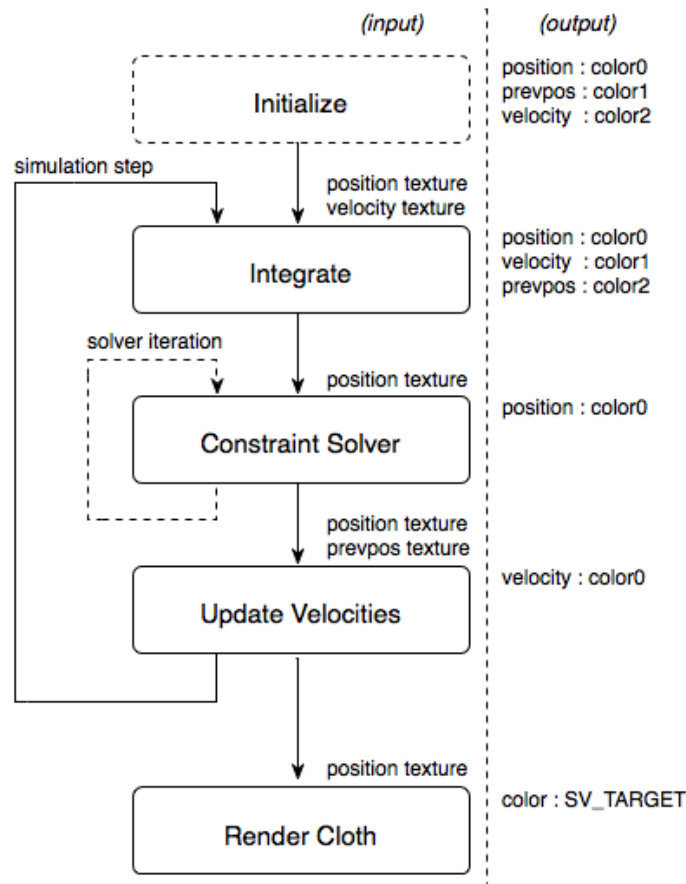 (input)
(output)
Initialize
position : color0
prevpos : color1
velocity : color2
simulation step
position texture
velocity texture
Integrate
position : color0
velocity : color1
prevpos : color2
solver iteration
position texture
Constraint Solver
position : color0
position texture
prevpos texture
Update Velocities
velocity : color0
position texture
Render Cloth
color : SV_TARGET